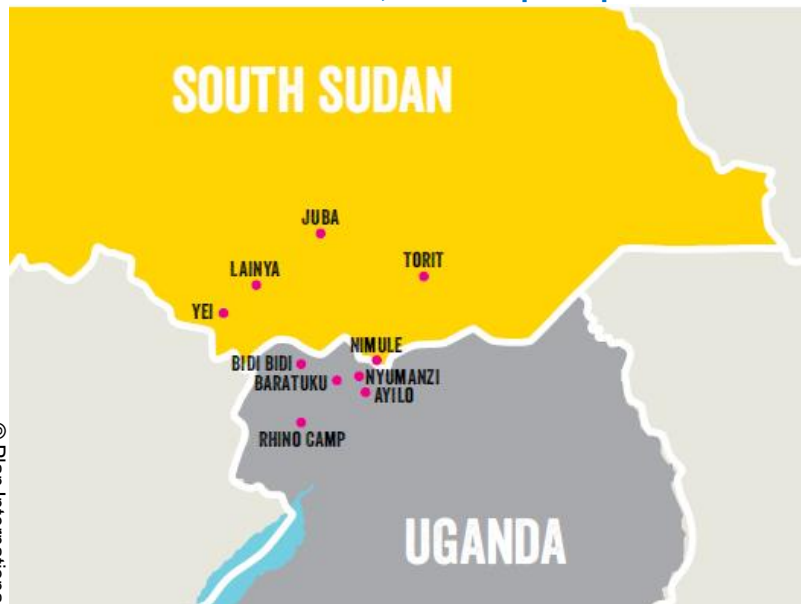 SOUTH SUDAN
JUBA
TORIT
LAINYA
YEI
NIMULE
BIDI BIDI
NYUMANZI
BARATUKU
AYILO
RHINO CAMP
UGANDA